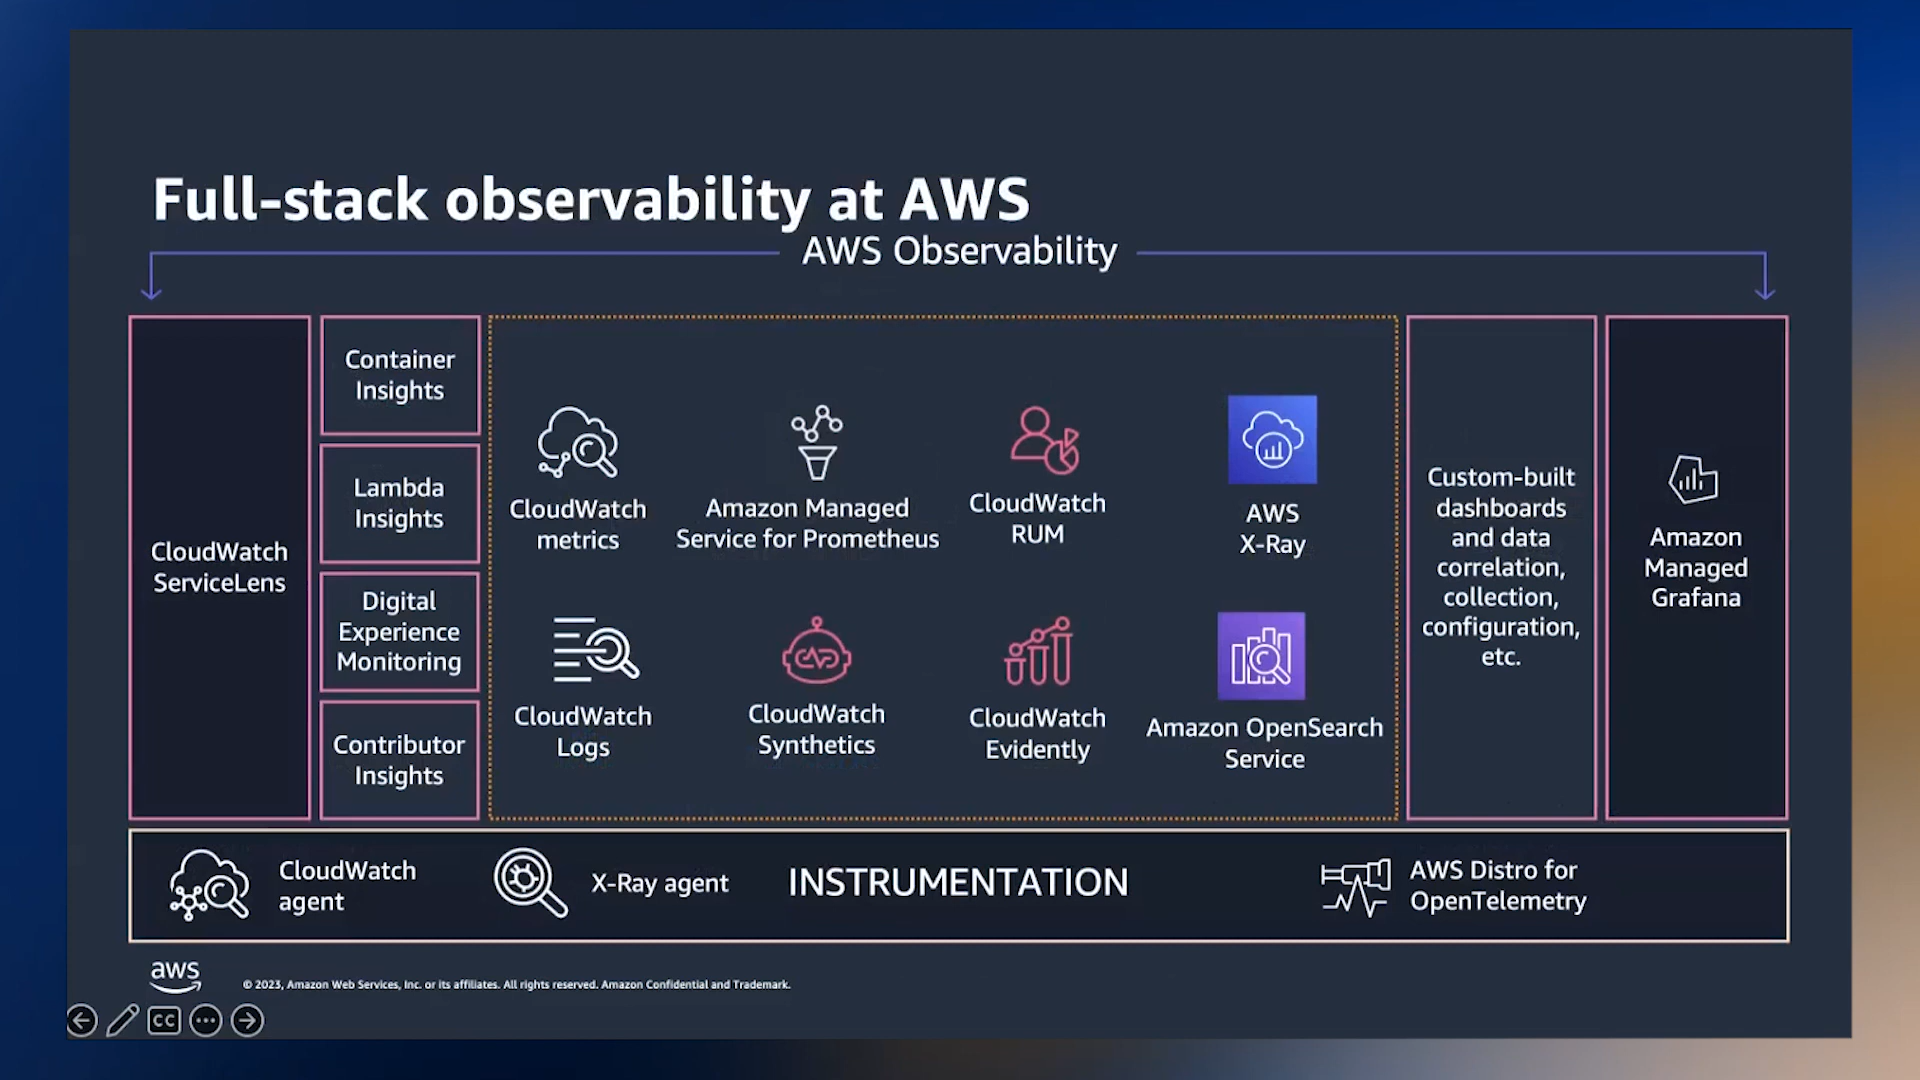 Full-stack observability at AWS
AWS Observability
CloudWatch
ServiceLens
Container
Insights
Lambda
Insights
Digital
Experience
Monitoring
Contributor
Insights
CloudWatch
metrics
Amazon Managed
Service for Prometheus
CloudWatch
RUM
AWS
X-Ray
CloudWatch
Logs
CloudWatch
Synthetics
CloudWatch
Evidently
Amazon OpenSearch
Service
Custom-built
dashboards
and data
correlation,
collection,
configuration,
etc.
Amazon
Managed
Grafana
CloudWatch
agent
X-Ray agent
INSTRUMENTATION
AWS Distro for
OpenTelemetry
aws
© 2023, Amazon Web Services, Inc. or its affiliates. All rights reserved. Amazon Confidential and Trademark.
CC